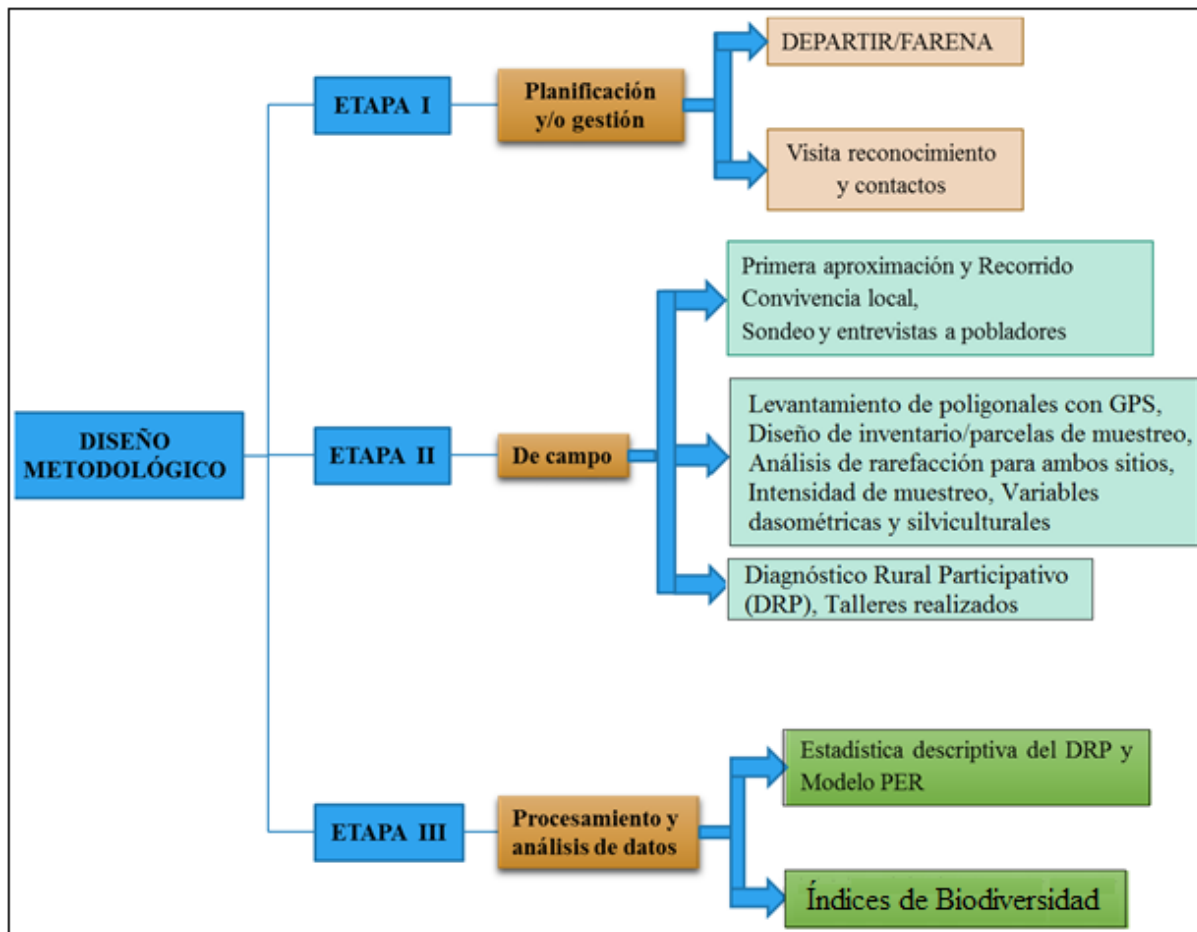 DISEÑO
METODOLÓGICO
ETAPA I
Planificación
y/o gestión
DEPARTIR/FARENA
Visita reconocimiento
y contactos
ETAPA II
De campo
Primera aproximación y Recorrido
Convivencia local,
Sondeo y entrevistas a pobladores
Levantamiento de poligonales con GPS,
Diseño de inventario/parcelas de muestreo,
Análisis de rarefacción para ambos sitios,
Intensidad de muestreo, Variables
dasométricas y silviculturales
Diagnóstico Rural Participativo
(DRP), Talleres realizados
ETAPA III
Procesamiento y
análisis de datos
Estadística descriptiva del DRP y
Modelo PER
Índices de Biodiversidad